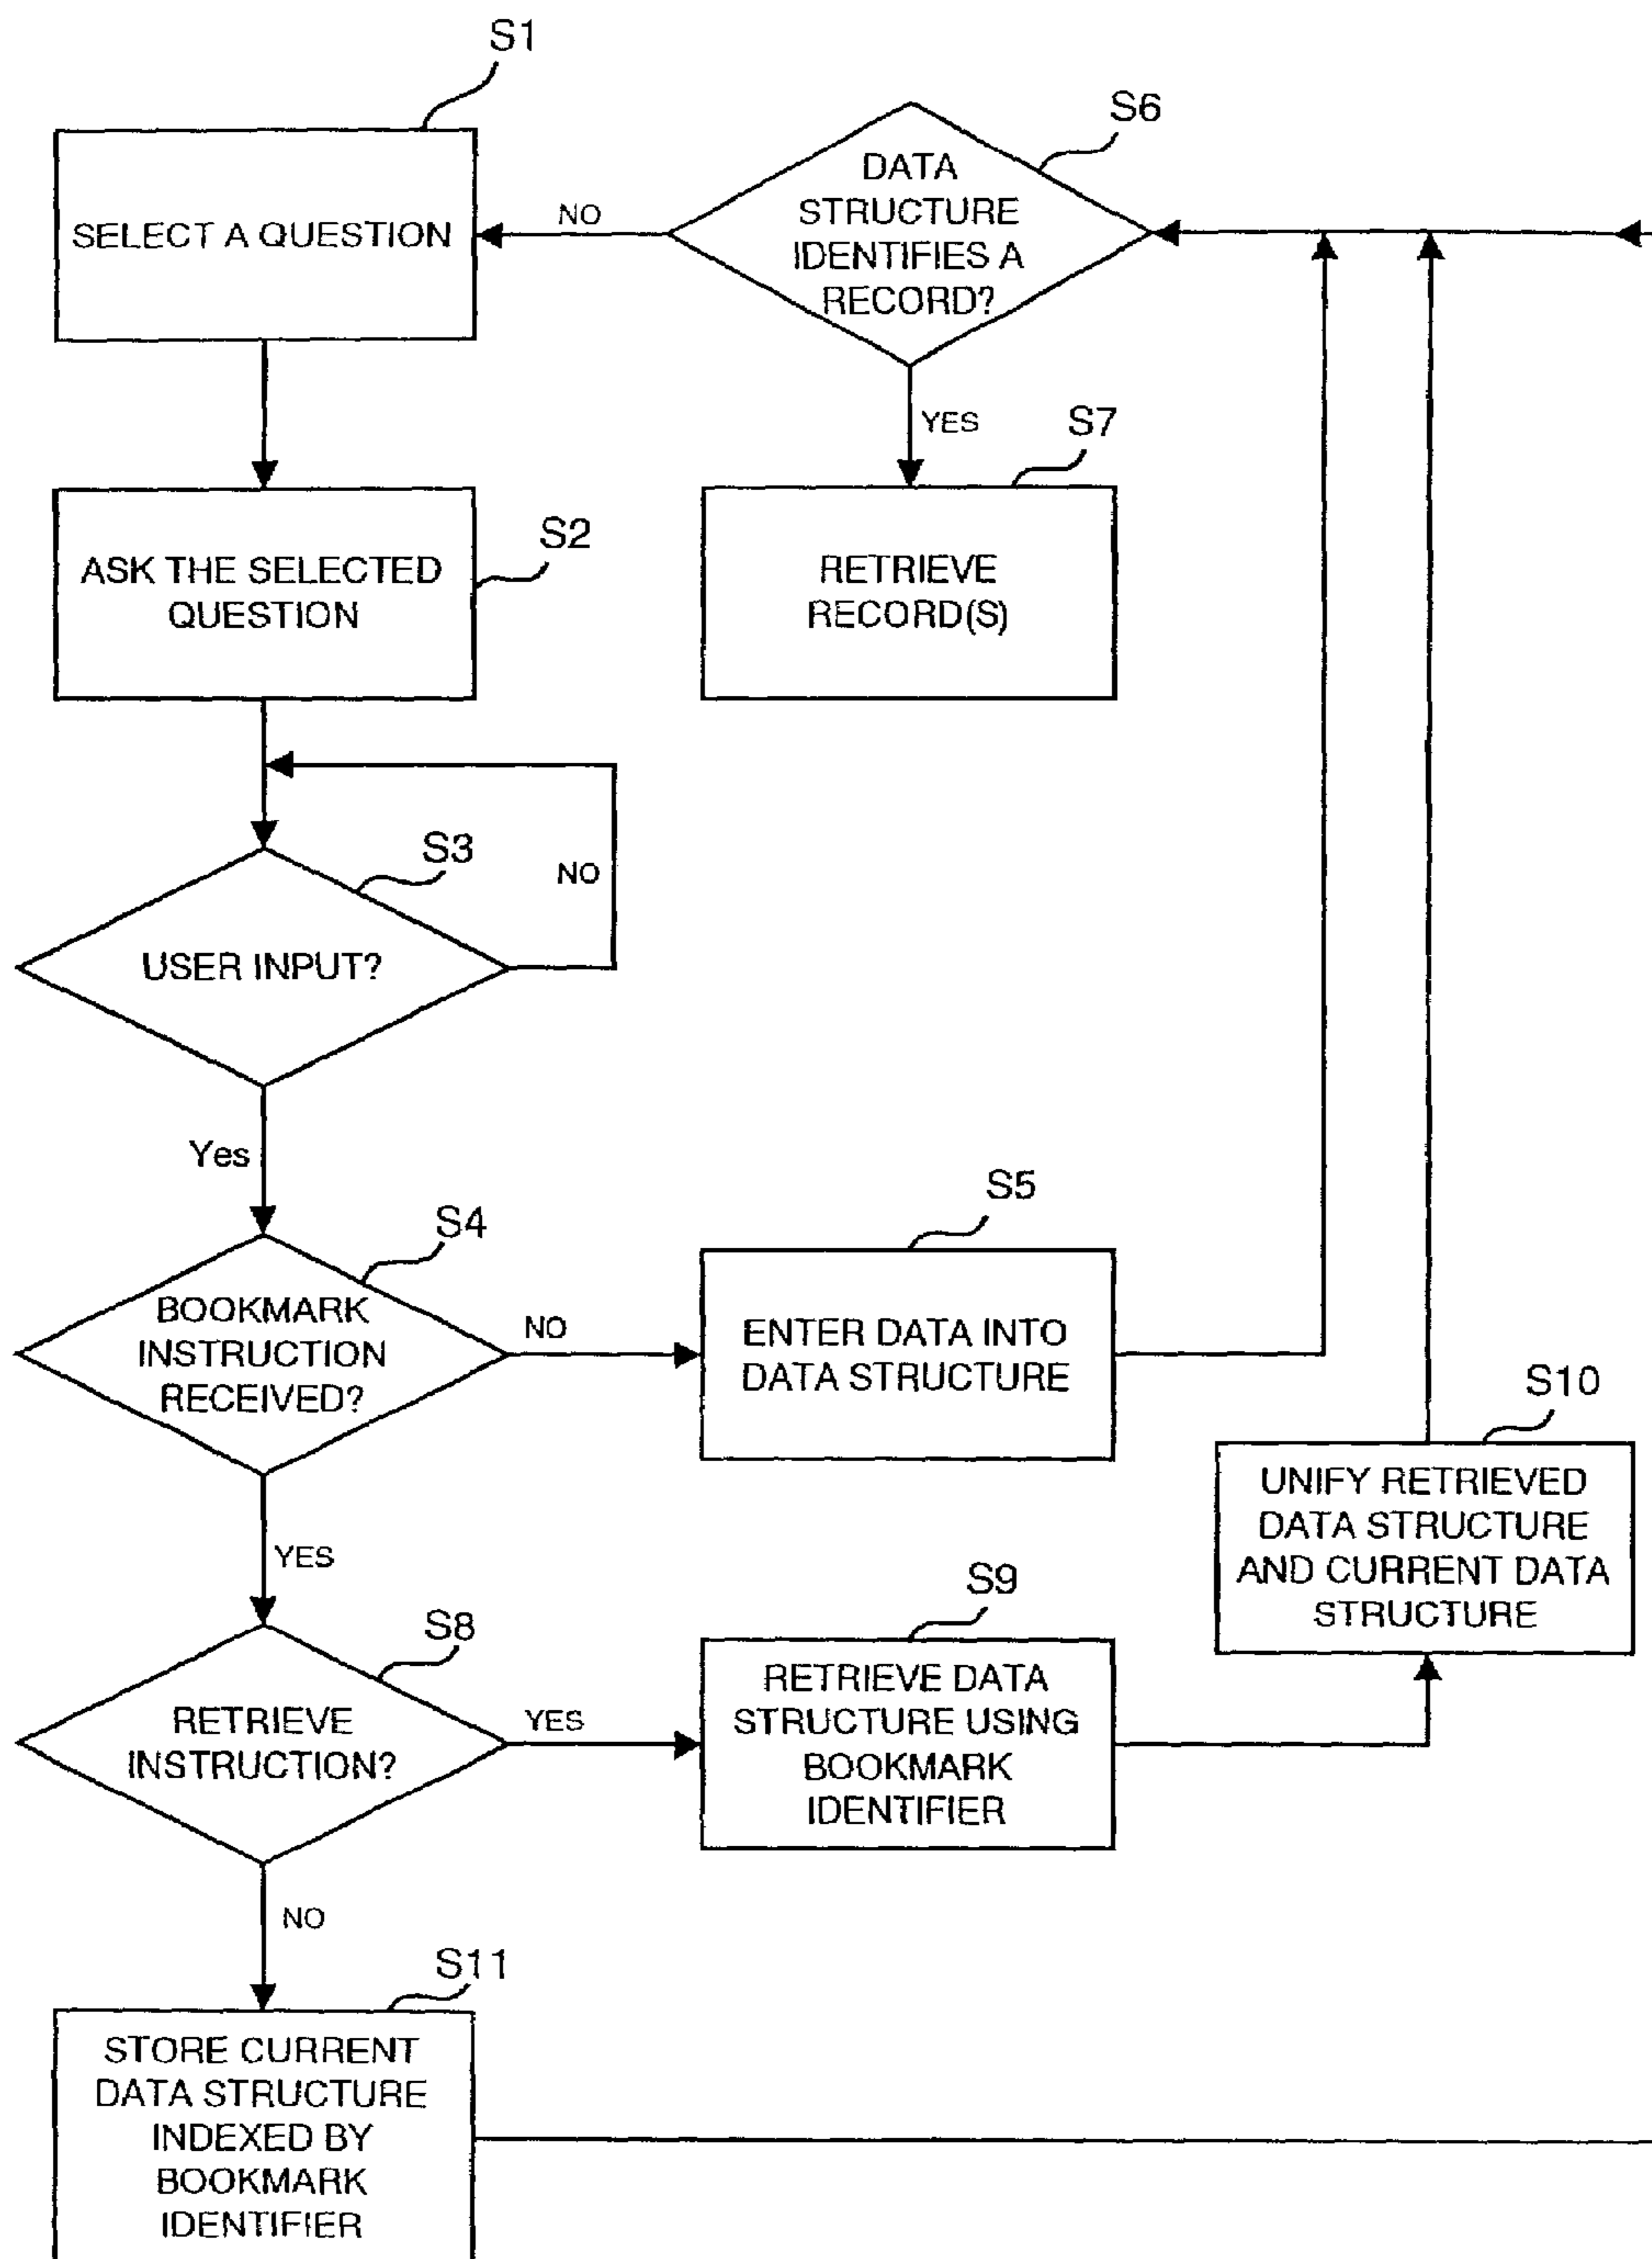 S1
SELECT A QUESTION
S6
DATA
STRUCTURE
IDENTIFIES A
RECORD?
NO
YES
S7
RETRIEVE
RECORD(S)
S2
ASK THE SELECTED
QUESTION
S3
USER INPUT?
NO
Yes
S4
BOOKMARK
INSTRUCTION
RECEIVED?
NO
S5
ENTER DATA INTO
DATA STRUCTURE
YES
S10
UNIFY RETRIEVED
DATA STRUCTURE
AND CURRENT DATA
STRUCTURE
S8
RETRIEVE
INSTRUCTION?
YES
S9
RETRIEVE DATA
STRUCTURE USING
BOOKMARK
IDENTIFIER
NO
S11
STORE CURRENT
DATA STRUCTURE
INDEXED BY
BOOKMARK
IDENTIFIER